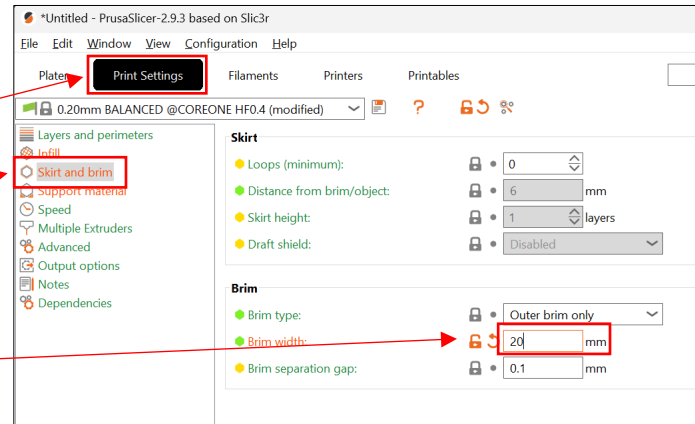 *Untitled - PrusaSlicer-2.9.3 based on Slic3r
File Edit Window View Configuration Help
Plater Print Settings Filaments Printers Printables
0.20mm BALANCED @COREONE HF0.4 (modified) ?
Layers and perimeters
Infill
Skirt and brim
Support material
Speed
Multiple Extruders
Advanced
Output options
Notes
Dependencies
Skirt
Loops (minimum): 0
Distance from brim/object: 6 mm
Skirt height: 1 layers
Draft shield: Disabled
Brim
Brim type: Outer brim only
Brim width: 20 mm
Brim separation gap: 0.1 mm